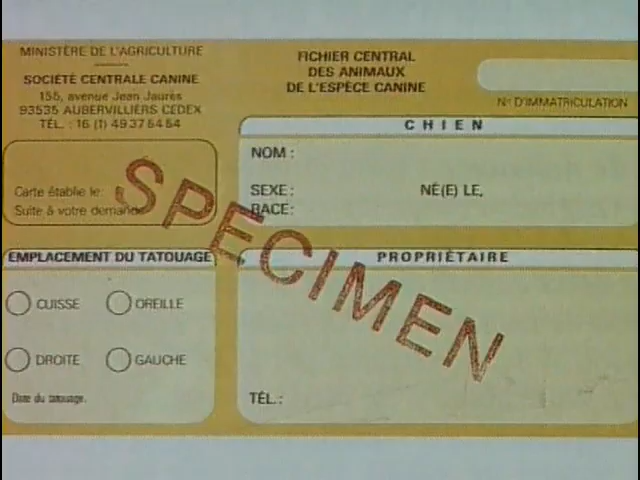 MINISTÈRE DE L'AGRICULTURE
SOCIÉTÉ CENTRALE CANINE
155, avenue Jean Jaurès
93535 AUBERVILLIERS CEDEX
TÉL. : 16 (1) 49 37 54 54
FICHIER CENTRAL
DES ANIMAUX
DE L'ESPÈCE CANINE
N° D'IMMATRICULATION
CHIEN
NOM :
SEXE : NÉ(E) LE,
RACE :
Carte établie le :
Suite à votre demande
SPECIMEN
EMPLACEMENT DU TATOUAGE
CUISSE OREILLE
DROITE GAUCHE
Date du tatouage.
PROPRIÉTAIRE
TÉL. :